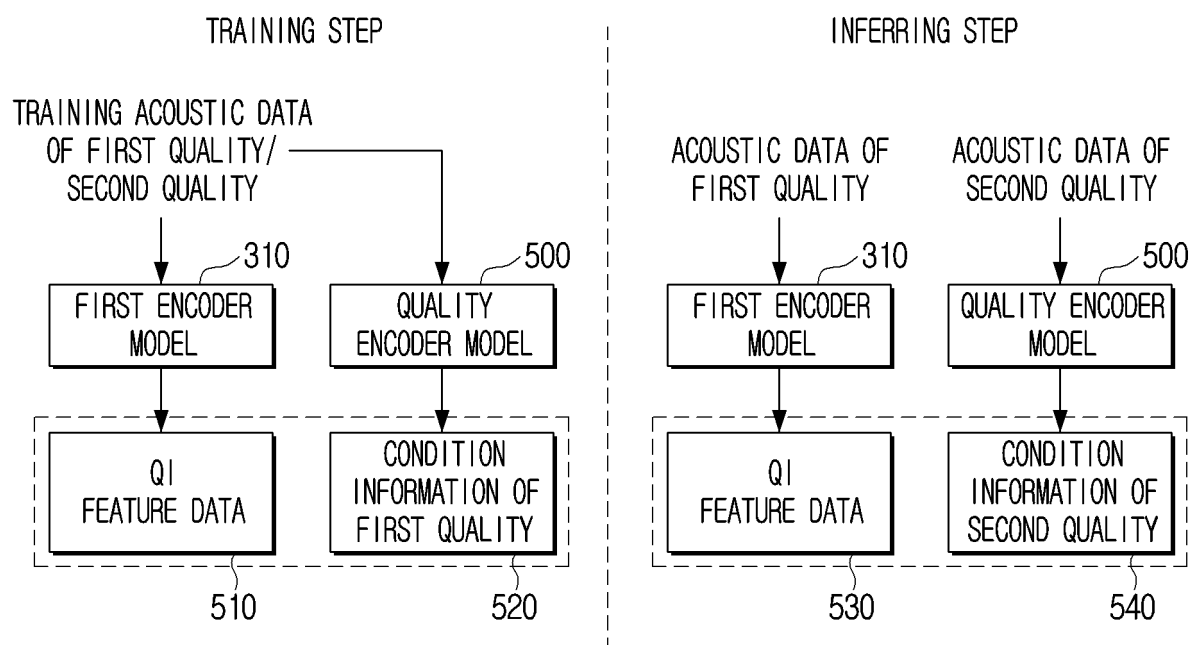 TRAINING STEP
TRAINING ACOUSTIC DATA
OF FIRST QUALITY/
SECOND QUALITY
310
FIRST ENCODER
MODEL
500
QUALITY
ENCODER MODEL
QI
FEATURE DATA
510
CONDITION
INFORMATION OF
FIRST QUALITY
520
INFERRING STEP
ACOUSTIC DATA OF
FIRST QUALITY
ACOUSTIC DATA OF
SECOND QUALITY
310
FIRST ENCODER
MODEL
500
QUALITY ENCODER
MODEL
QI
FEATURE DATA
530
CONDITION
INFORMATION OF
SECOND QUALITY
540